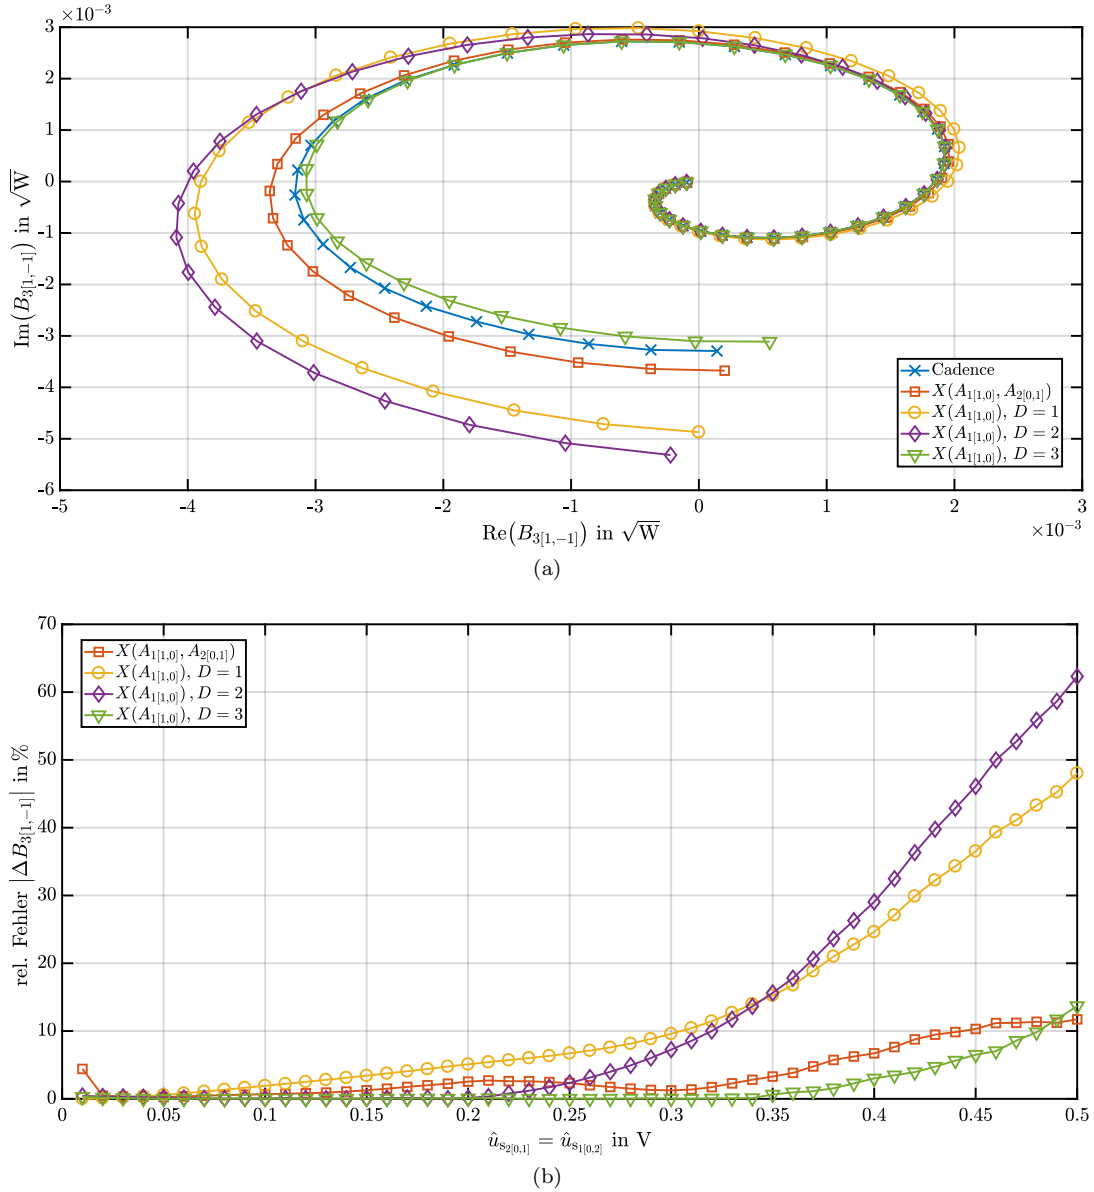 ×10⁻³
3
2
1
0
-1
-2
-3
-4
-5
-6
Im(B₃[1,−1]) in √W
-5
-4
-3
-2
-1
0
1
2
3
Re(B₃[1,−1]) in √W
×10⁻³
Cadence
X(A₁[1,0], A₂[0,1])
X(A₁[1,0]), D = 1
X(A₁[1,0]), D = 2
X(A₁[1,0]), D = 3
(a)
70
60
50
40
30
20
10
0
rel. Fehler |ΔB₃[1,−1]| in %
X(A₁[1,0], A₂[0,1])
X(A₁[1,0]), D = 1
X(A₁[1,0]) , D = 2
X(A₁[1,0]), D = 3
0
0.05
0.1
0.15
0.2
0.25
0.3
0.35
0.4
0.45
0.5
û_s₂[0,1] = û_s₁[0,2] in V
(b)